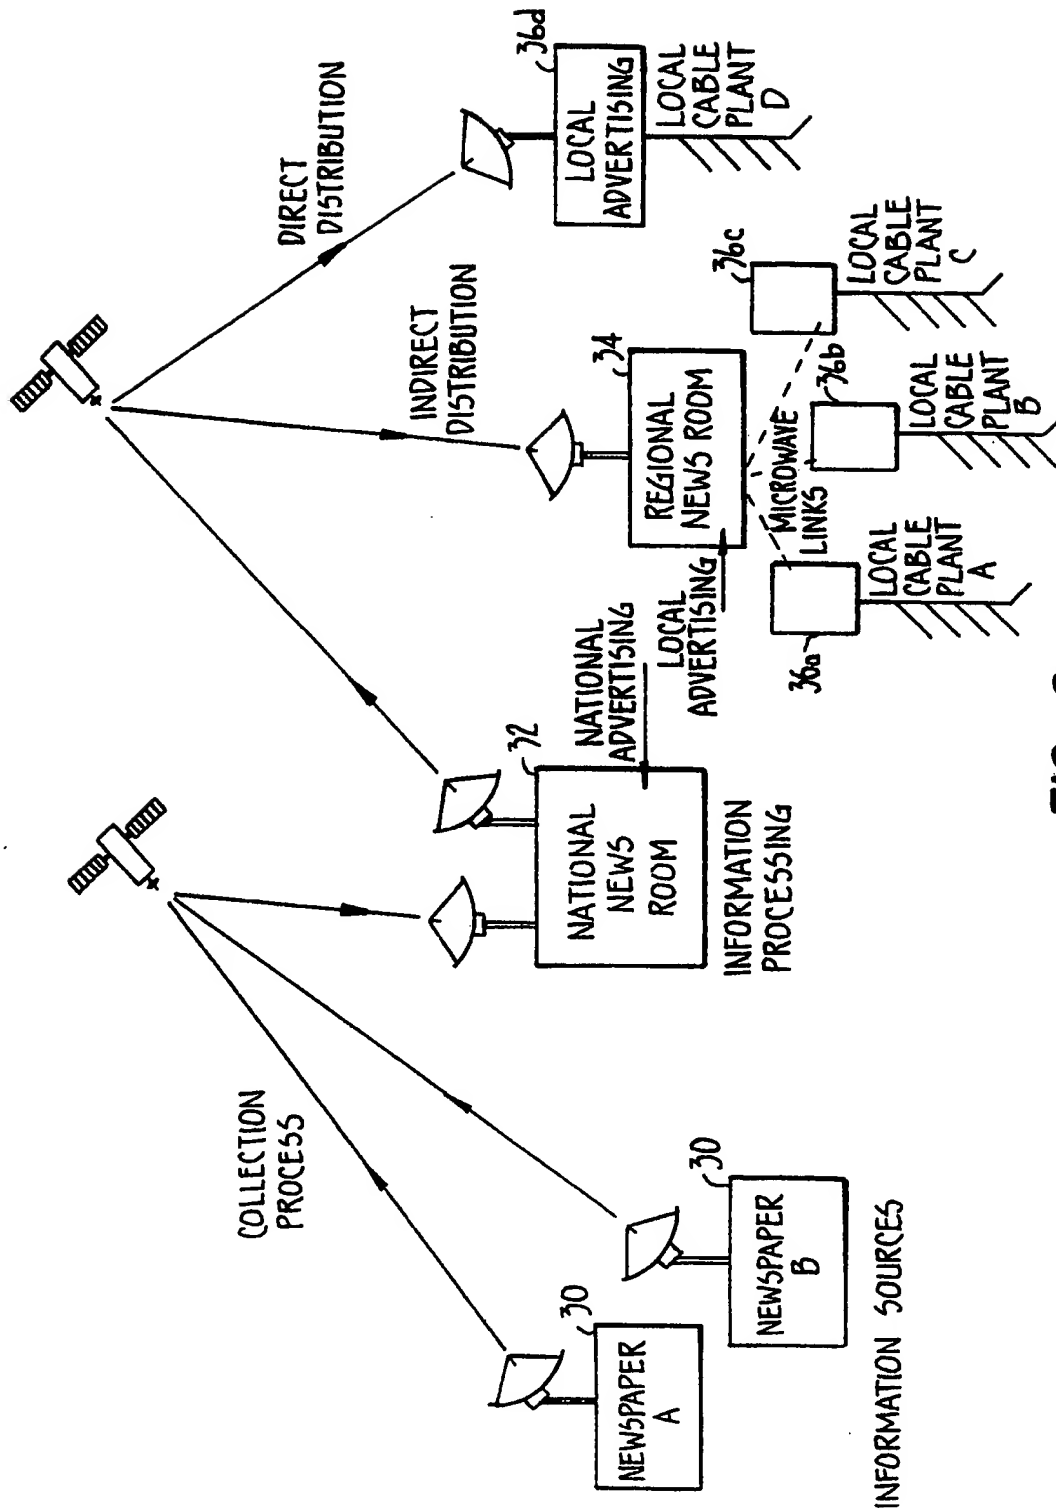 COLLECTION
PROCESS
30
NEWSPAPER
A
30
NEWSPAPER
B
INFORMATION SOURCES
32
NATIONAL
NEWS
ROOM
INFORMATION
PROCESSING
NATIONAL
ADVERTISING
DIRECT
DISTRIBUTION
INDIRECT
DISTRIBUTION
34
REGIONAL
NEWS ROOM
LOCAL
ADVERTISING
MICROWAVE
LINKS
36a
LOCAL
CABLE
PLANT
A
36b
LOCAL
CABLE
PLANT
B
36c
LOCAL
CABLE
PLANT
C
36d
LOCAL
ADVERTISING
LOCAL
CABLE
PLANT
D